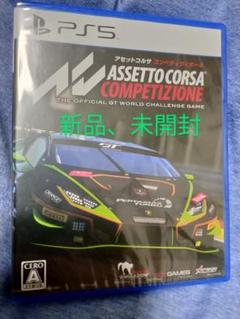 PS5
アセットコルサ コンペティツィオーネ
ASSETTO CORSA
COMPETIZIONE
THE OFFICIAL GT WORLD CHALLENGE GAME
新品、未開封
GT
CERO
A
GAMES